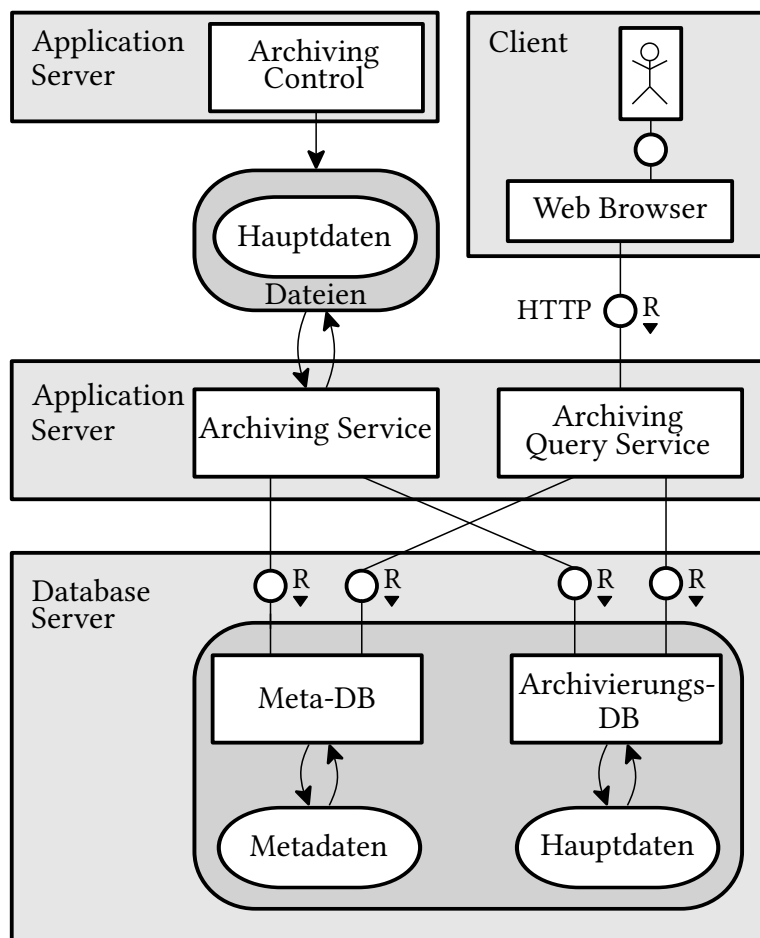 Application
Server
Archiving
Control
Client
Web Browser
Hauptdaten
Dateien
HTTP
R
Application
Server
Archiving Service
Archiving
Query Service
Database
Server
R
R
R
R
Meta-DB
Archivierungs-
DB
Metadaten
Hauptdaten